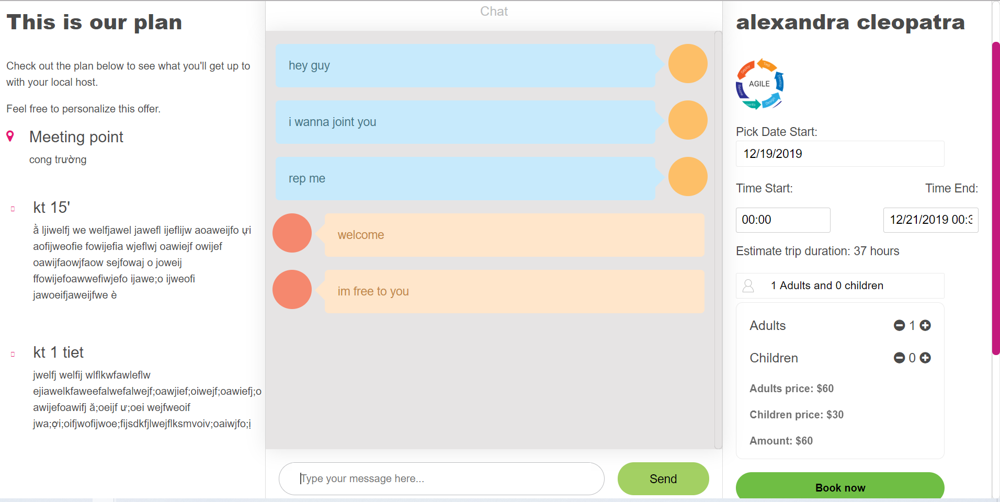 This is our plan
Check out the plan below to see what you'll get up to
with your local host.
Feel free to personalize this offer.
Meeting point
cong trường
kt 15'
ằ ljiwelfj we welfjawel jawefl ijeflijw aoaweijfo ựi
aofijweofie fowijefia wjeflwj oawiejf owijef
oawijfaowjfaow sejfowaj o joweij
ffowijefoawwefiwjefo ijawe;o ijweofi
jawoeifjaweijfwe è
kt 1 tiet
jwelfj welfij wlflkwfawleflw
ejiawelkfaweefalwefalwejf;oawjief;oiwejf;oawiefj;o
awijefoawifj ă;oeijf ư;oei wejfweoif
jwa;ợi;oifjwofijwoe;fijsdkfjlwejflksmvoiv;oaiwjfo;ị
Chat
hey guy
i wanna joint you
rep me
welcome
im free to you
Type your message here...
Send
alexandra cleopatra
Test
Deploy
Develop
AGILE
Review
Design
Pick Date Start:
12/19/2019
Time Start: Time End:
00:00 12/21/2019 00:3
Estimate trip duration: 37 hours
1 Adults and 0 children
Adults 1
Children 0
Adults price: $60
Children price: $30
Amount: $60
Book now